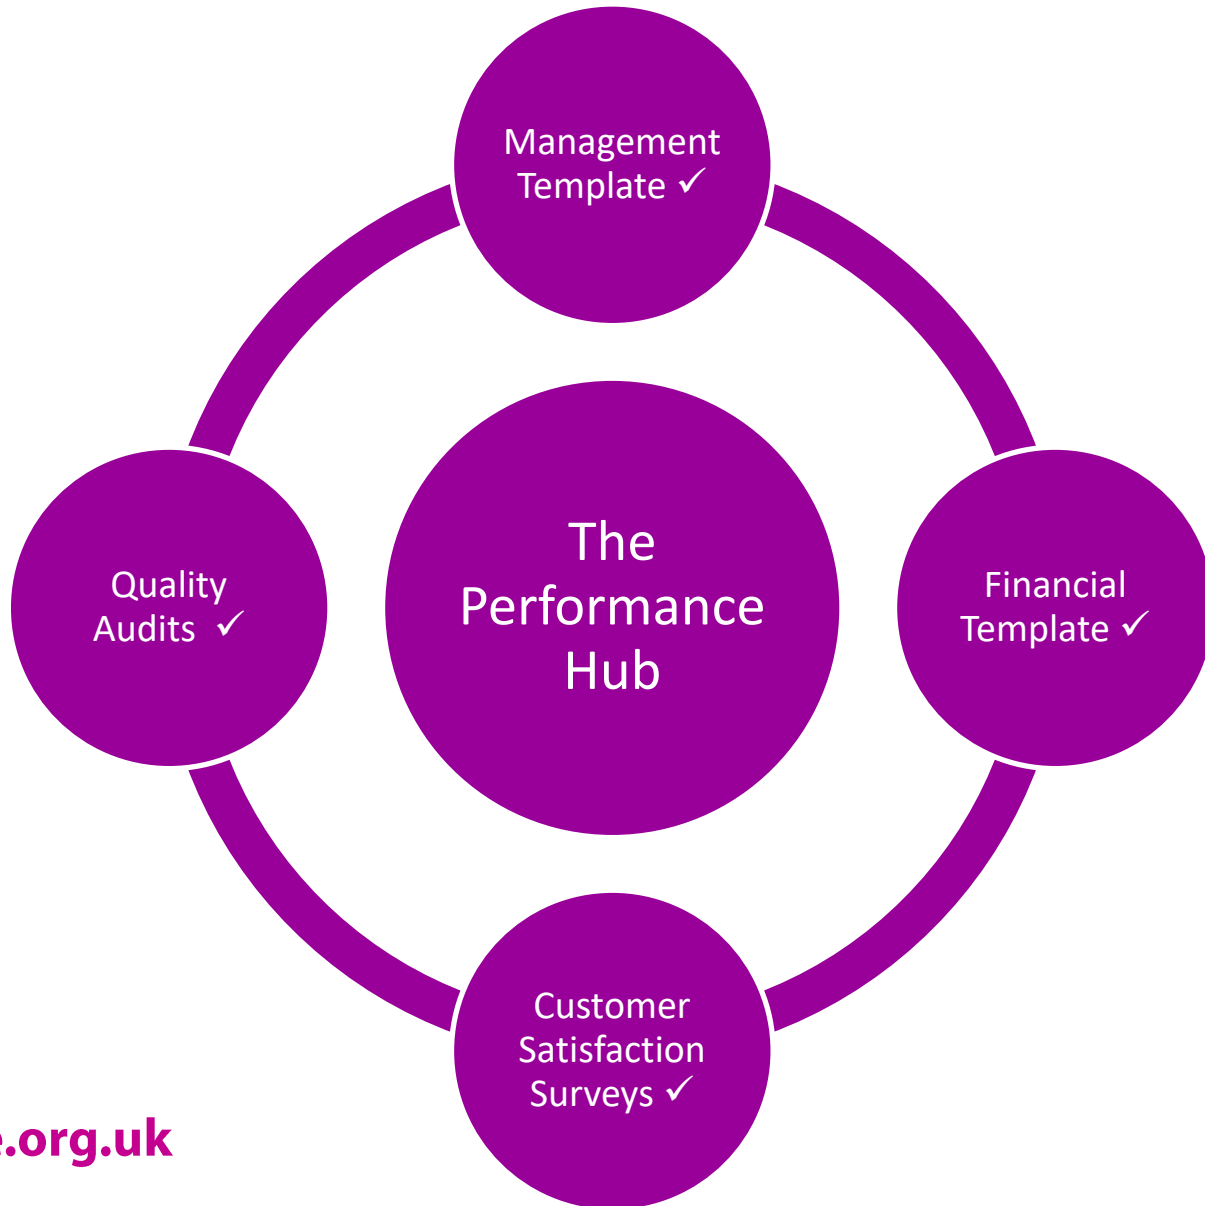 Management
Template ✓
Quality
Audits ✓
The
Performance
Hub
Financial
Template ✓
Customer
Satisfaction
Surveys ✓
.org.uk